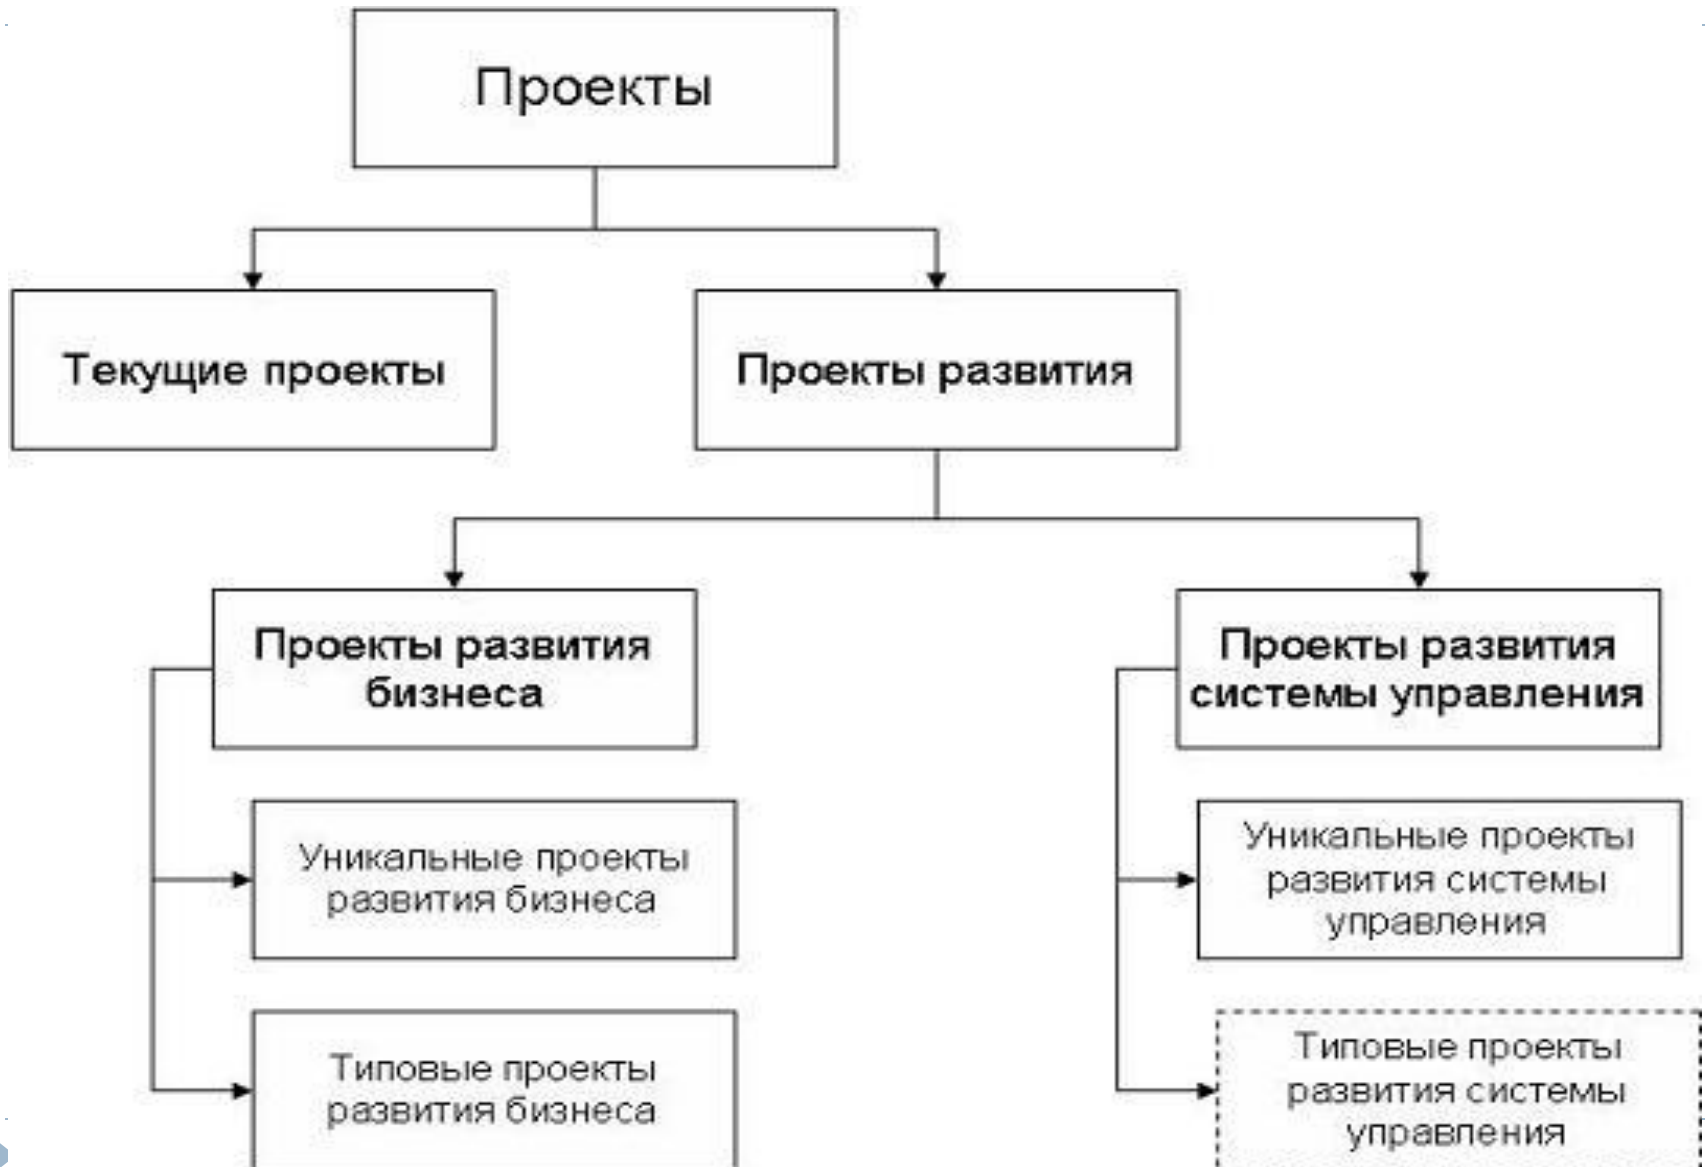 Проекты
Текущие проекты
Проекты развития
Проекты развития
бизнеса
Проекты развития
системы управления
Уникальные проекты
развития бизнеса
Уникальные проекты
развития системы
управления
Типовые проекты
развития бизнеса
Типовые проекты
развития системы
управления